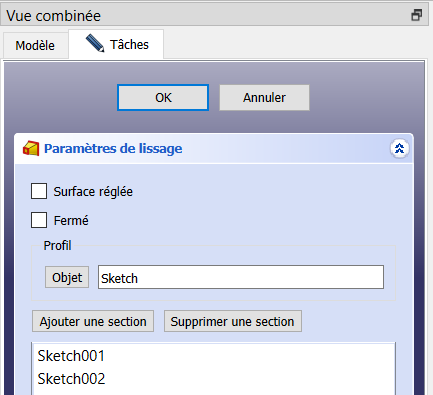 Vue combinée
Modèle
Tâches
OK
Annuler
Paramètres de lissage
Surface réglée
Fermé
Profil
Objet
Sketch
Ajouter une section
Supprimer une section
Sketch001
Sketch002